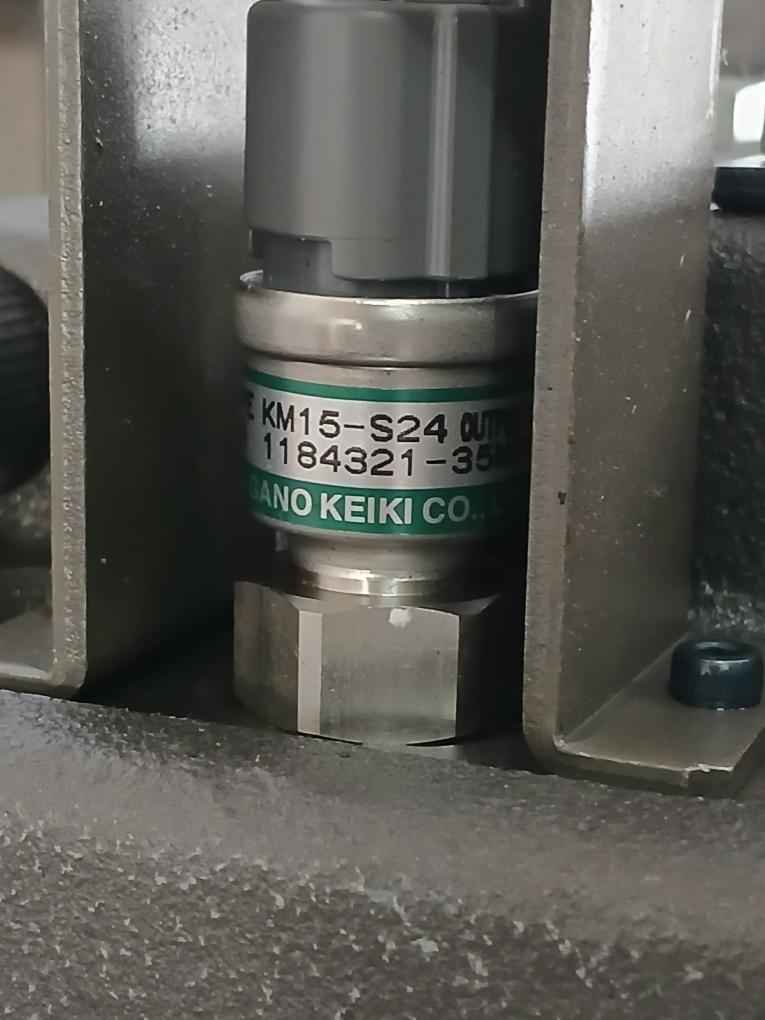 KM15-S24
1184321-35
GANO KEIKI CO.,